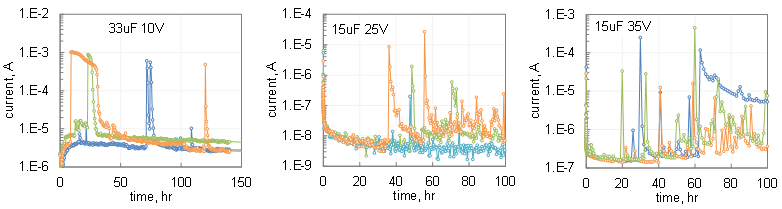 33uF 10V
1.E-2
1.E-3
1.E-4
1.E-5
1.E-6
current, A
0 50 100 150
time, hr
15uF 25V
1.E-4
1.E-5
1.E-6
1.E-7
1.E-8
1.E-9
current, A
0 20 40 60 80 100
time, hr
15uF 35V
1.E-3
1.E-4
1.E-5
1.E-6
1.E-7
current, A
0 20 40 60 80 100
time, hr